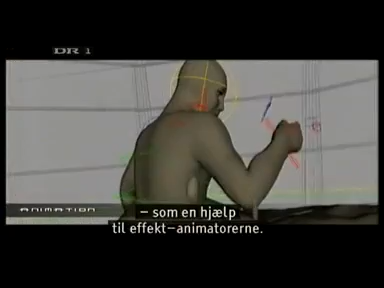 DR 1
ANIMATION
– som en hjælp
til effekt–animatorerne.